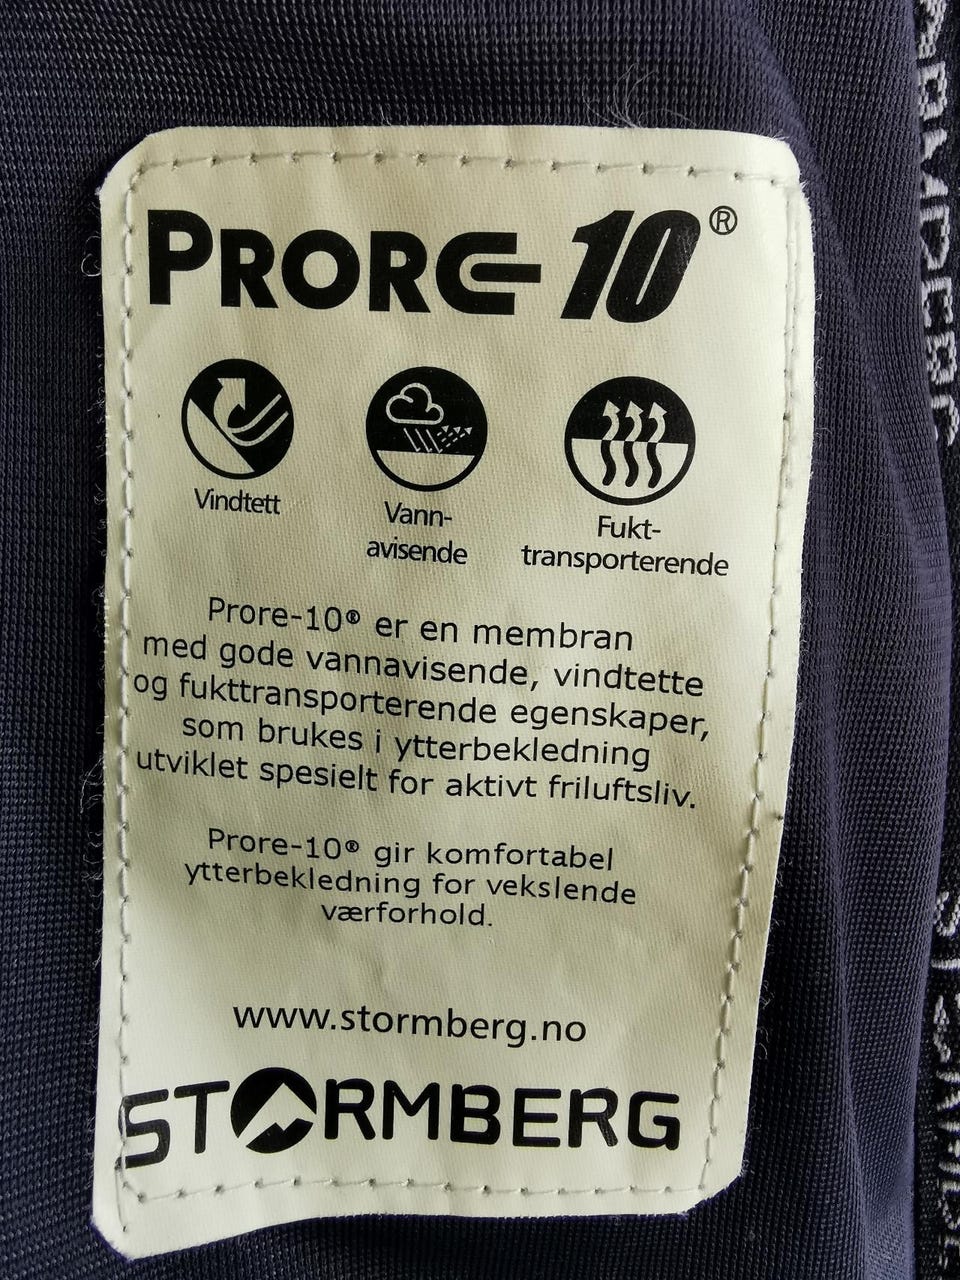 PRORE-10®
Vindtett
Vann-
avisende
Fukt-
transporterende
Prore-10® er en membran
med gode vannavisende, vindtette
og fukttransporterende egenskaper,
som brukes i ytterbekledning
utviklet spesielt for aktivt friluftsliv.
Prore-10® gir komfortabel
ytterbekledning for vekslende
værforhold.
www.stormberg.no
STORMBERG